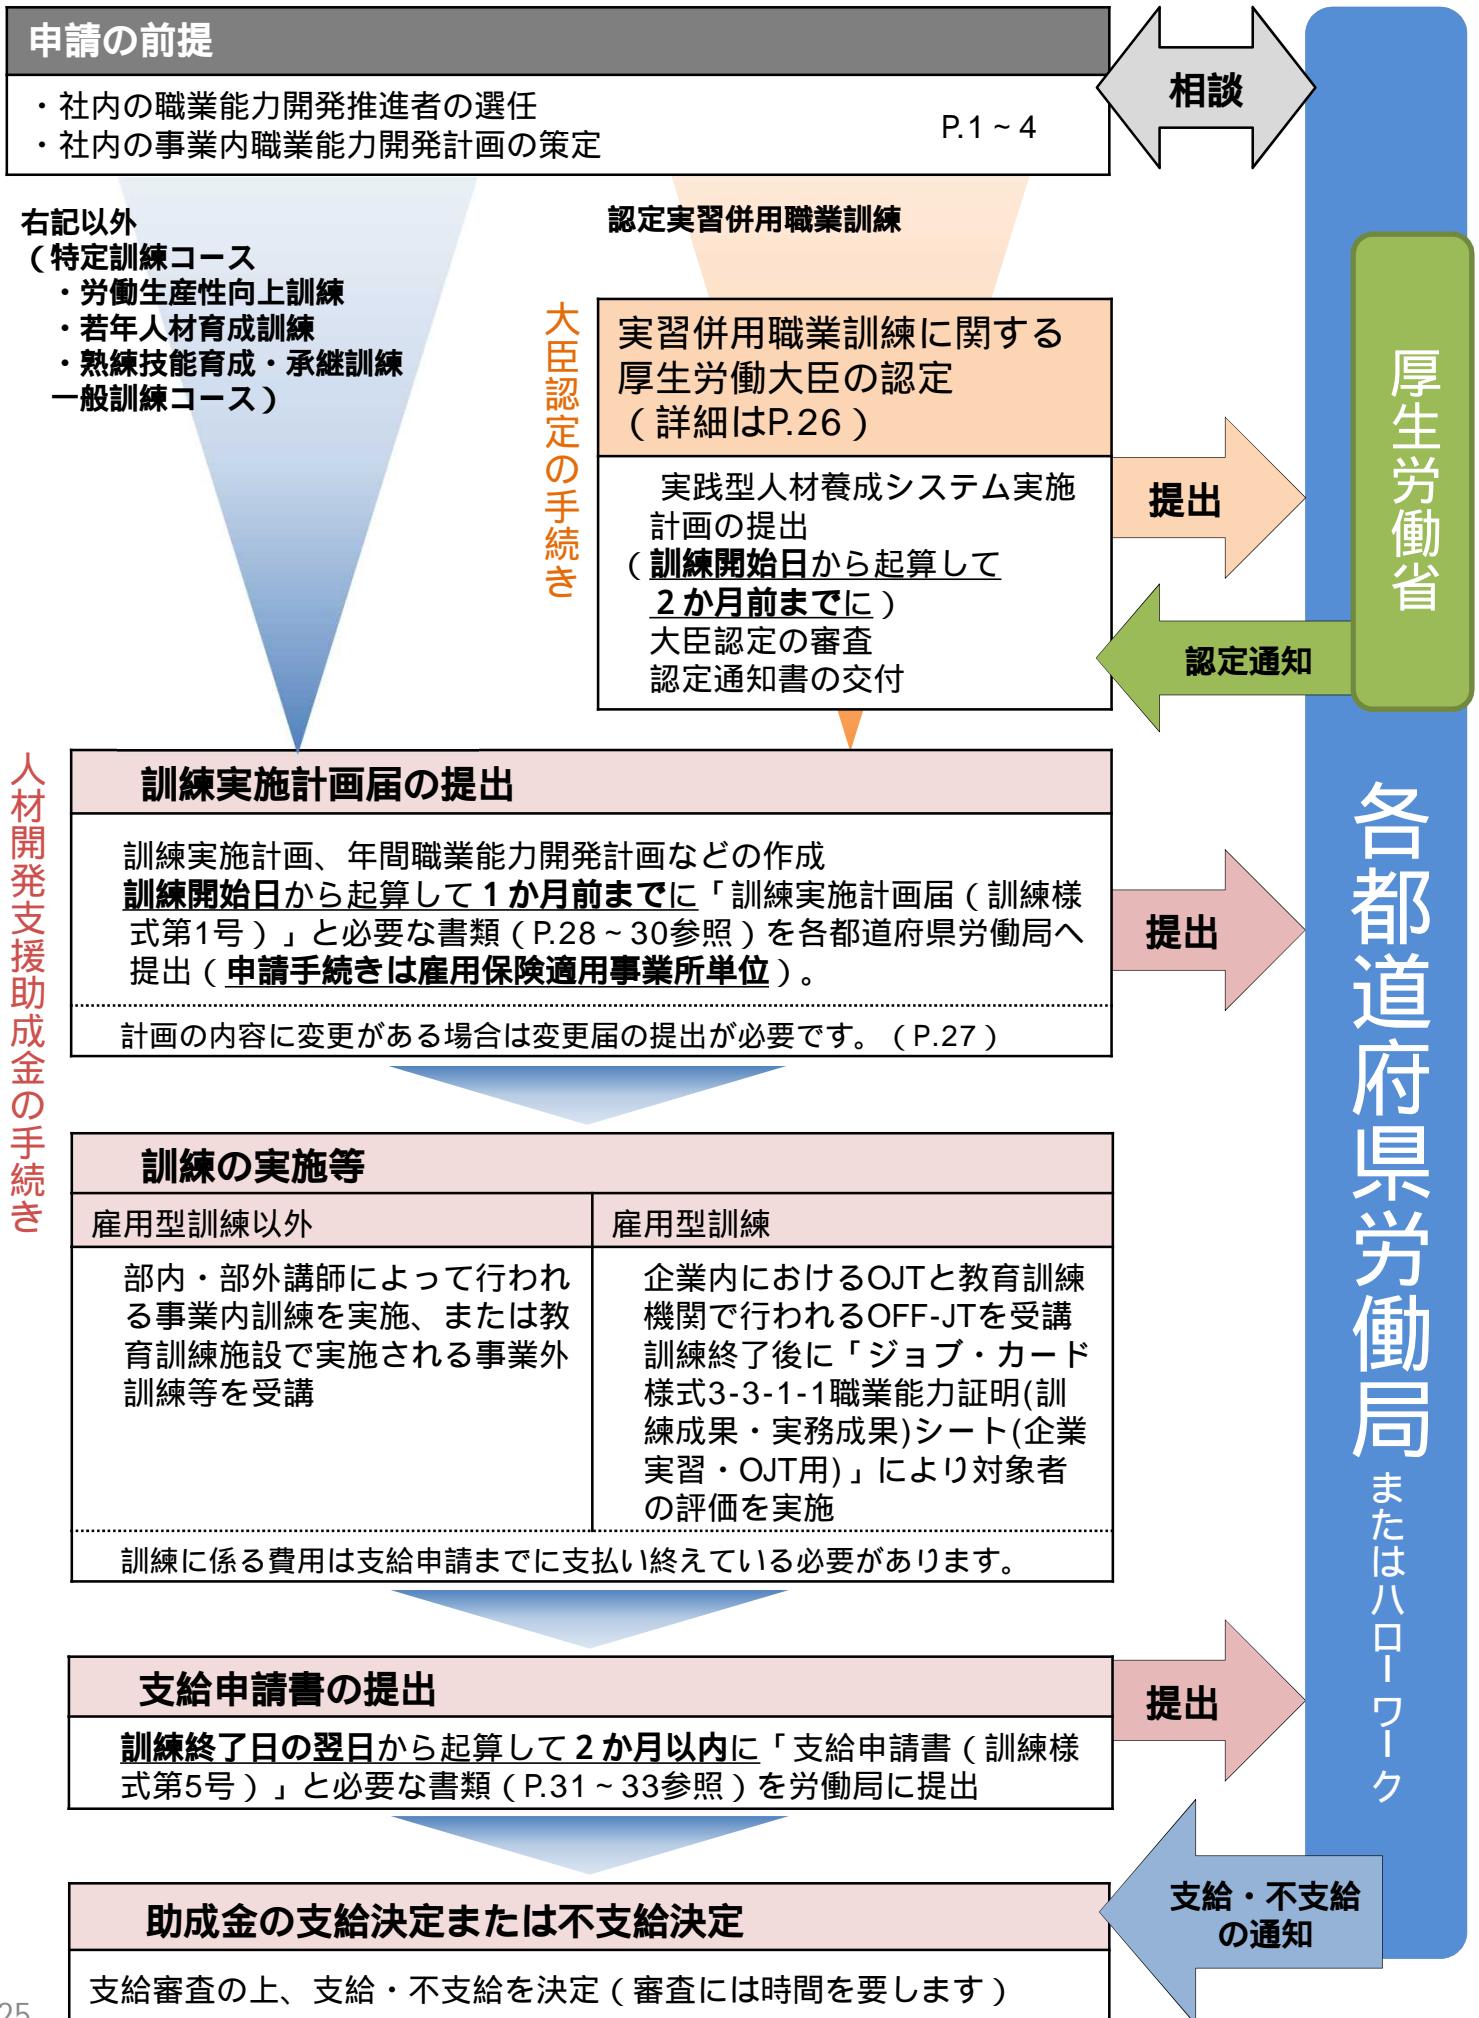 申請の前提
・社内の職業能力開発推進者の選任
・社内の事業内職業能力開発計画の策定
P.1～4
相談
右記以外
（特定訓練コース
・労働生産性向上訓練
・若年人材育成訓練
・熟練技能育成・承継訓練
一般訓練コース）
認定実習併用職業訓練
大臣認定の手続き
実習併用職業訓練に関する
厚生労働大臣の認定
（詳細はP.26）
実践型人材養成システム実施
計画の提出
（訓練開始日から起算して
２か月前までに）
大臣認定の審査
認定通知書の交付
提出
認定通知
厚生労働省
各都道府県労働局またはハローワーク
人材開発支援助成金の手続き
訓練実施計画届の提出
訓練実施計画、年間職業能力開発計画などの作成
訓練開始日から起算して１か月前までに「訓練実施計画届（訓練様
式第1号）」と必要な書類（P.28～30参照）を各都道府県労働局へ
提出（申請手続きは雇用保険適用事業所単位）。
計画の内容に変更がある場合は変更届の提出が必要です。（P.27）
提出
訓練の実施等
雇用型訓練以外
部内・部外講師によって行われ
る事業内訓練を実施、または教
育訓練施設で実施される事業外
訓練等を受講
雇用型訓練
企業内におけるOJTと教育訓練
機関で行われるOFF-JTを受講
訓練終了後に「ジョブ・カード
様式3-3-1-1職業能力証明(訓
練成果・実務成果)シート(企業
実習・OJT用)」により対象者
の評価を実施
訓練に係る費用は支給申請までに支払い終えている必要があります。
支給申請書の提出
訓練終了日の翌日から起算して２か月以内に「支給申請書（訓練様
式第5号）」と必要な書類（P.31～33参照）を労働局に提出
提出
助成金の支給決定または不支給決定
支給審査の上、支給・不支給を決定（審査には時間を要します）
支給・不支給
の通知
25